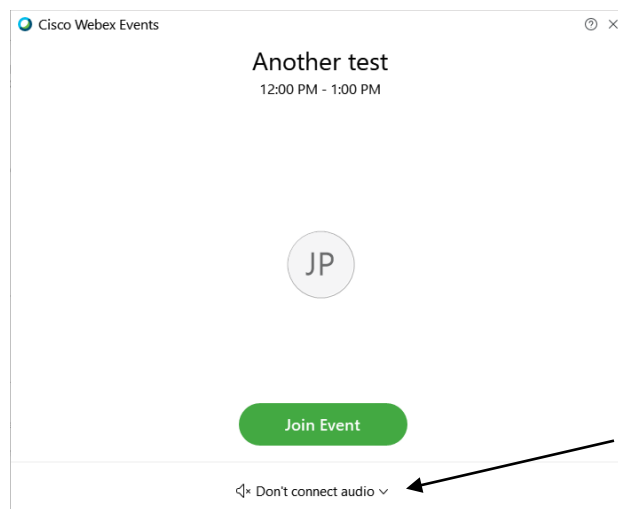 Cisco Webex Events
Another test
12:00 PM - 1:00 PM
JP
Join Event
Don't connect audio